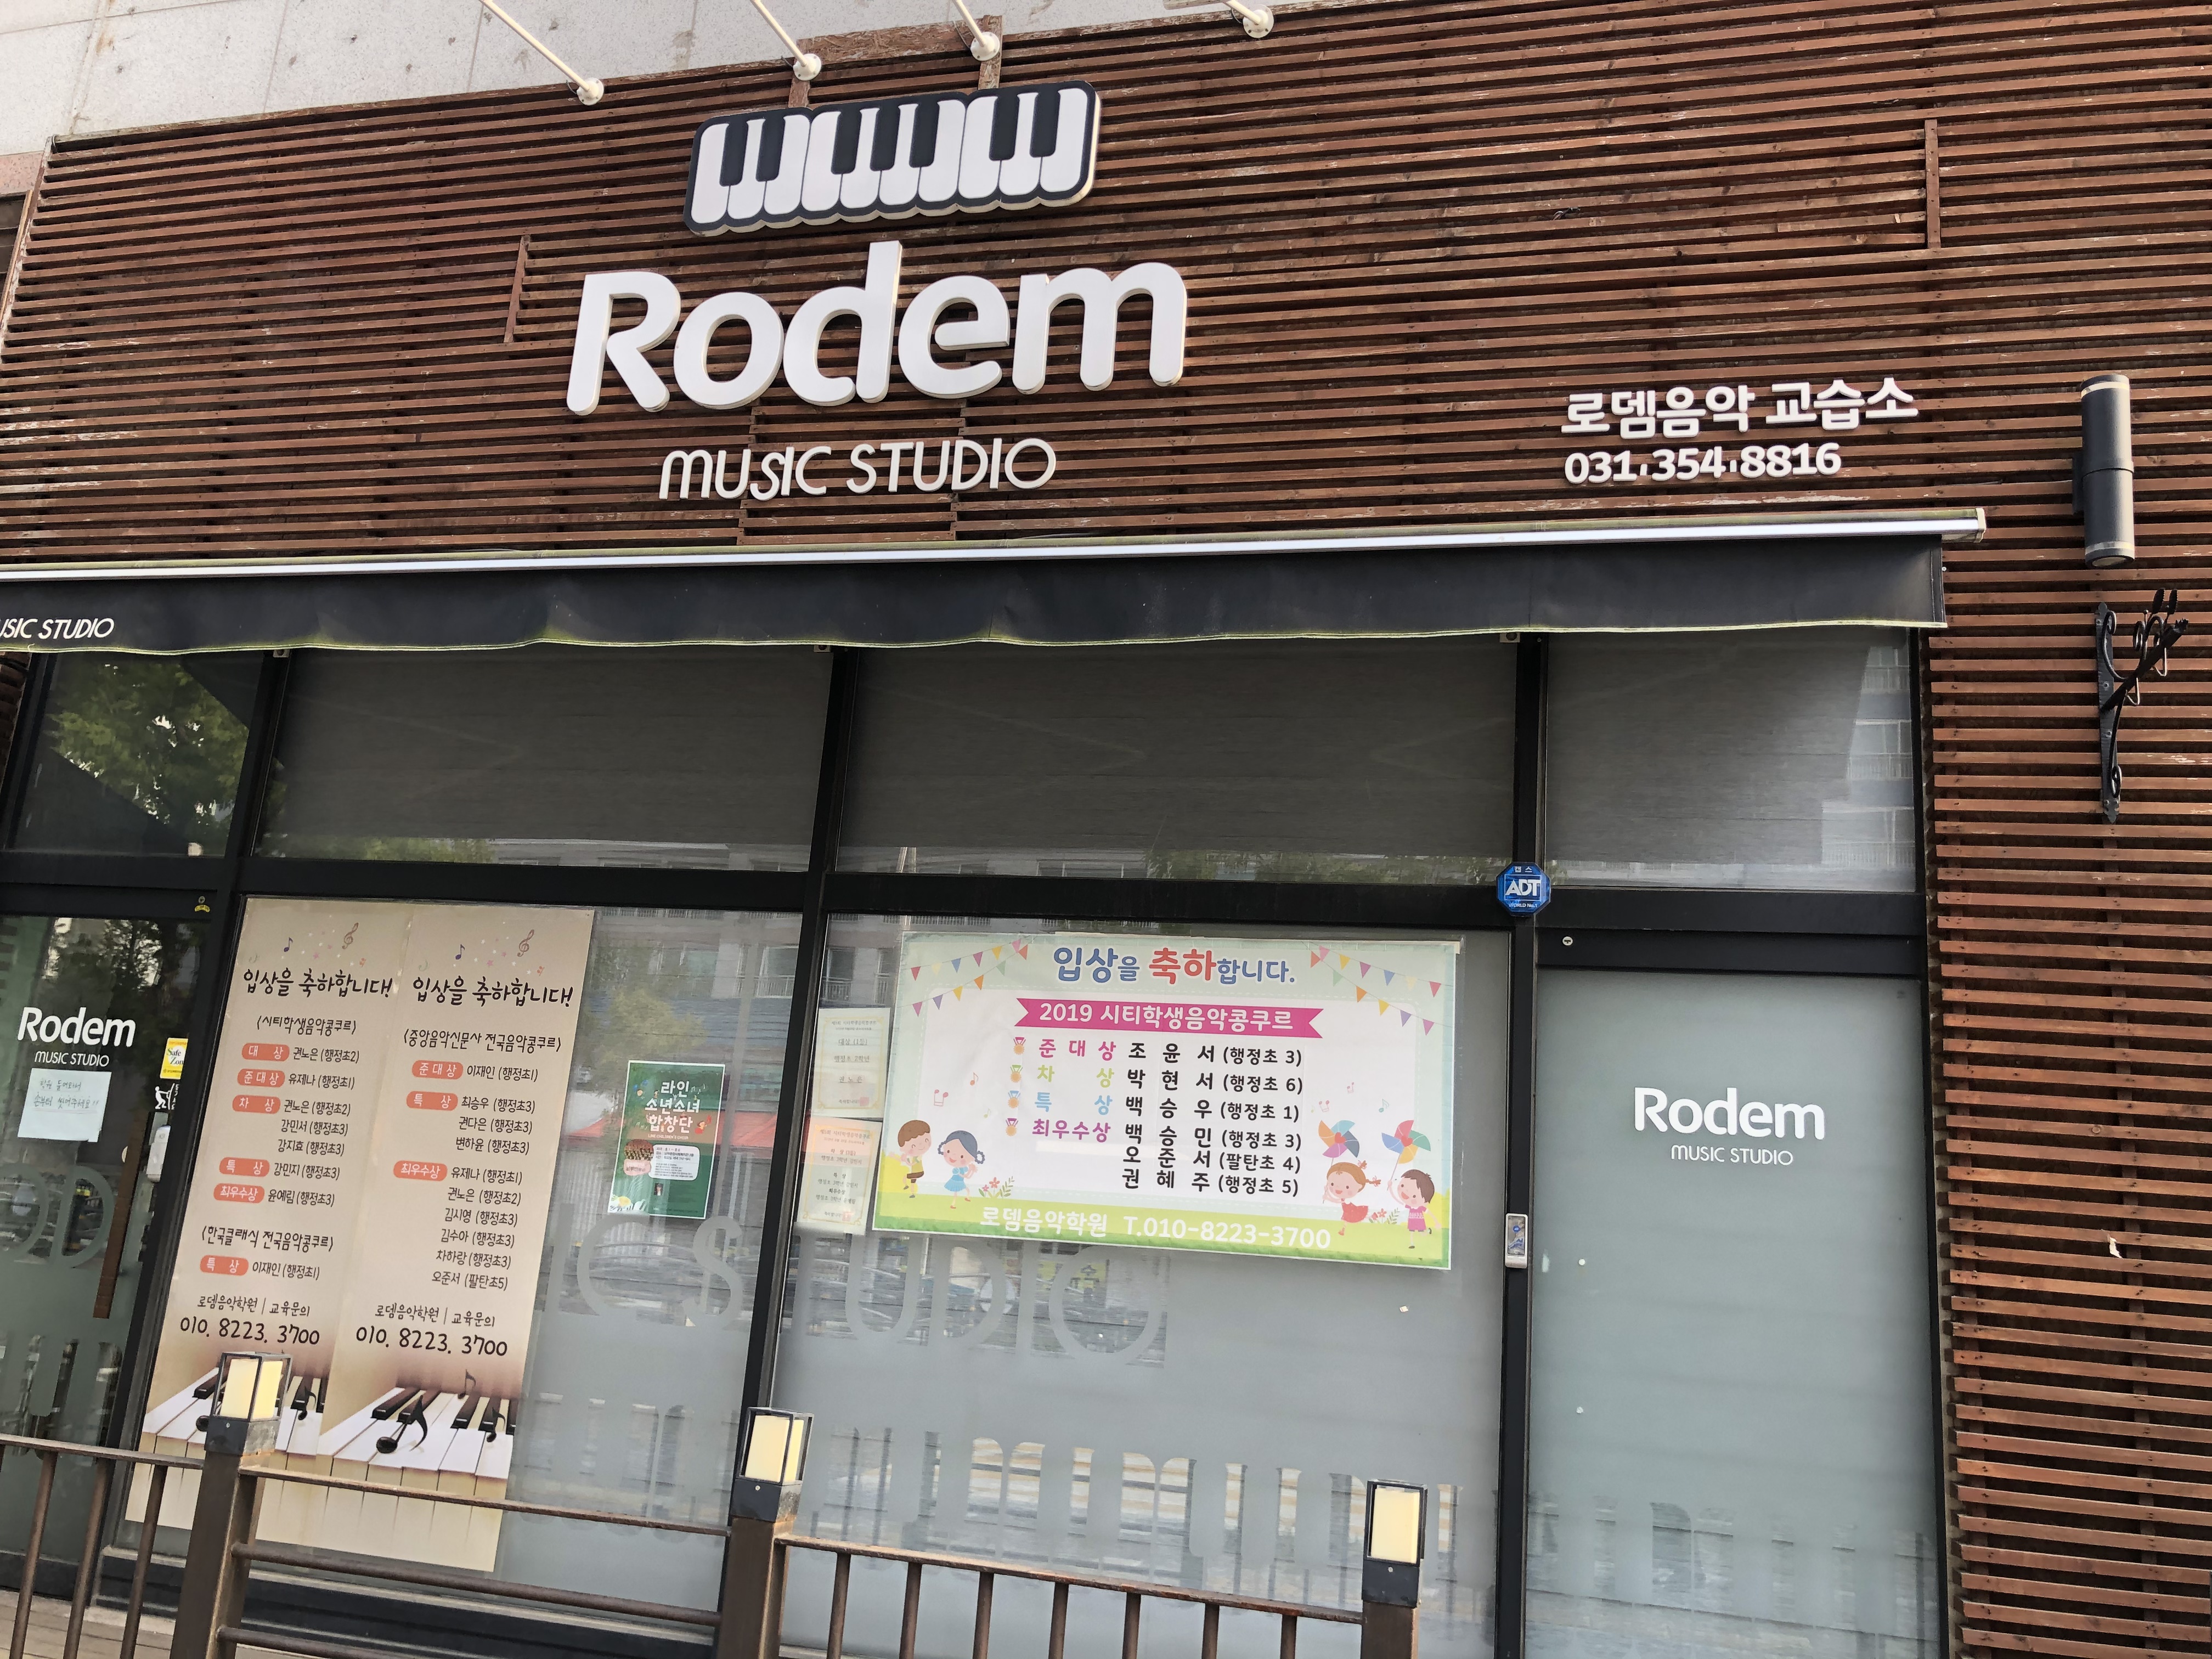 Rodem
MUSIC STUDIO
로뎀음악 교습소
031.354.8816
USIC STUDIO
캡스
ADT
WORLD No.1
Rodem
MUSIC STUDIO
Safe
Zone
입상을 축하합니다!
(시티학생음악콩쿠르)
대 상 권노은 (행정초2)
준대상 유제나 (행정초1)
차 상 권노은 (행정초2)
강민서 (행정초3)
강지효 (행정초3)
특 상 강민지 (행정초3)
최우수상 윤예림 (행정초3)
(한국클래식 전국음악콩쿠르)
특 상 이재인 (행정초1)
로뎀음악학원 | 교육문의
010. 8223. 3700
입상을 축하합니다!
(중앙음악신문사 전국음악콩쿠르)
준대상 이재인 (행정초1)
특 상 최승우 (행정초3)
권다은 (행정초3)
변하윤 (행정초3)
최우수상 유제나 (행정초1)
권노은 (행정초2)
김시영 (행정초3)
김수아 (행정초3)
차하랑 (행정초3)
오준서 (팔탄초5)
로뎀음악학원 | 교육문의
010. 8223. 3700
라인
소년소녀
합창단
입상을 축하합니다.
2019 시티학생음악콩쿠르
준 대 상 조 윤 서 (행정초 3)
차 상 박 현 서 (행정초 6)
특 상 백 승 우 (행정초 1)
최우수상 백 승 민 (행정초 3)
오 준 서 (팔탄초 4)
권 혜 주 (행정초 5)
로뎀음악학원 T.010-8223-3700
Rodem
MUSIC STUDIO